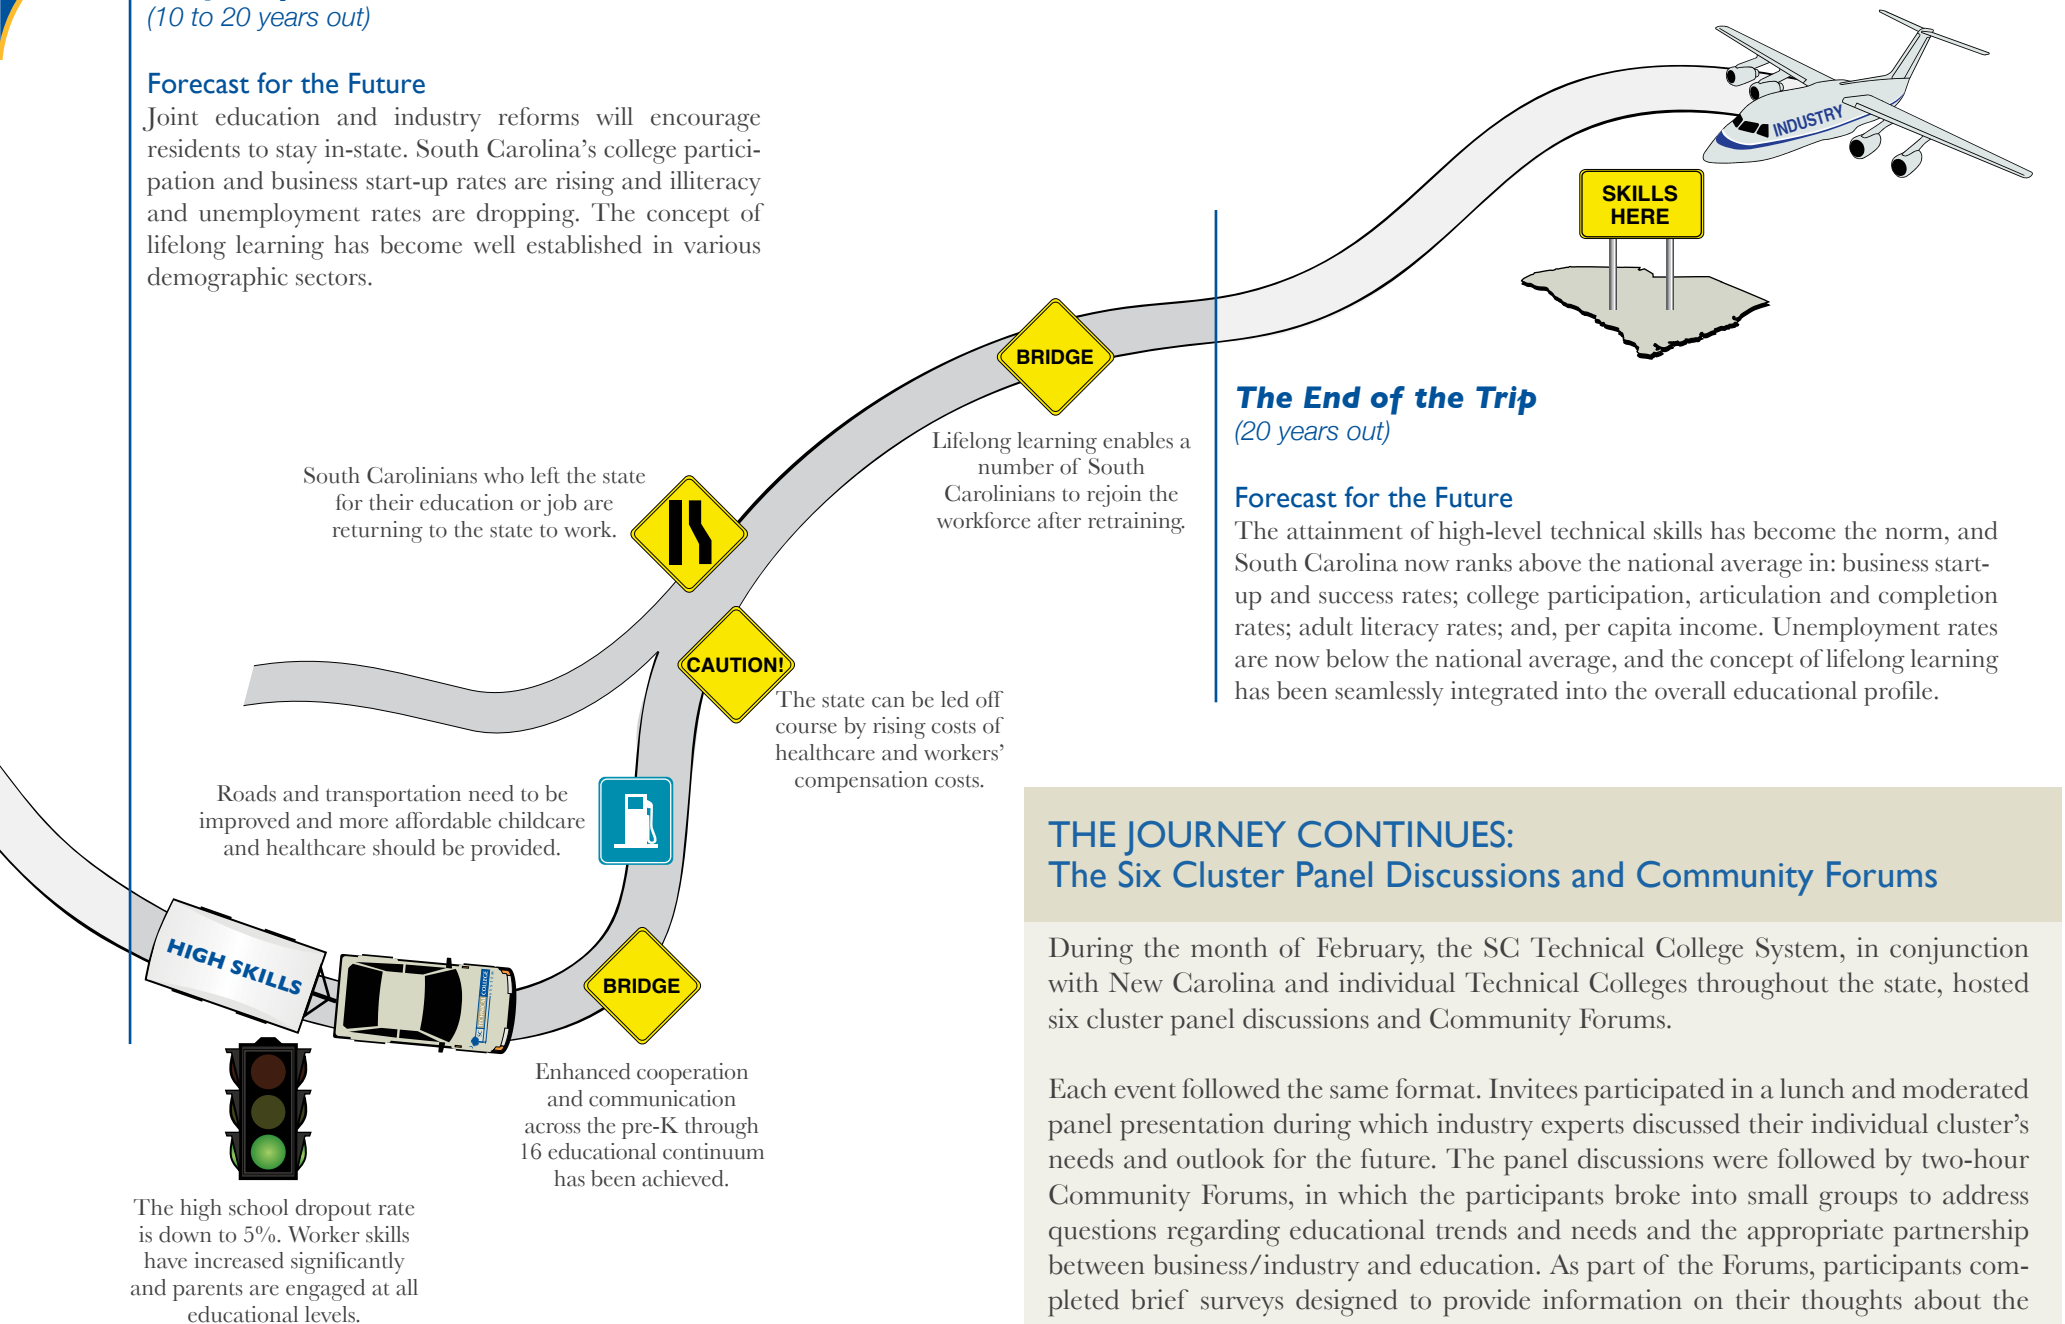 (10 to 20 years out)
Forecast for the Future
Joint education and industry reforms will encourage
residents to stay in-state. South Carolina’s college partici-
pation and business start-up rates are rising and illiteracy
and unemployment rates are dropping. The concept of
lifelong learning has become well established in various
demographic sectors.
INDUSTRY
SKILLS
HERE
BRIDGE
Lifelong learning enables a
number of South
Carolinians to rejoin the
workforce after retraining.
South Carolinians who left the state
for their education or job are
returning to the state to work.
CAUTION!
The state can be led off
course by rising costs of
healthcare and workers’
compensation costs.
Roads and transportation need to be
improved and more affordable childcare
and healthcare should be provided.
HIGH SKILLS
BRIDGE
Enhanced cooperation
and communication
across the pre-K through
16 educational continuum
has been achieved.
The high school dropout rate
is down to 5%. Worker skills
have increased significantly
and parents are engaged at all
educational levels.
The End of the Trip
(20 years out)
Forecast for the Future
The attainment of high-level technical skills has become the norm, and
South Carolina now ranks above the national average in: business start-
up and success rates; college participation, articulation and completion
rates; adult literacy rates; and, per capita income. Unemployment rates
are now below the national average, and the concept of lifelong learning
has been seamlessly integrated into the overall educational profile.
THE JOURNEY CONTINUES:
The Six Cluster Panel Discussions and Community Forums
During the month of February, the SC Technical College System, in conjunction
with New Carolina and individual Technical Colleges throughout the state, hosted
six cluster panel discussions and Community Forums.
Each event followed the same format. Invitees participated in a lunch and moderated
panel presentation during which industry experts discussed their individual cluster’s
needs and outlook for the future. The panel discussions were followed by two-hour
Community Forums, in which the participants broke into small groups to address
questions regarding educational trends and needs and the appropriate partnership
between business/industry and education. As part of the Forums, participants com-
pleted brief surveys designed to provide information on their thoughts about the